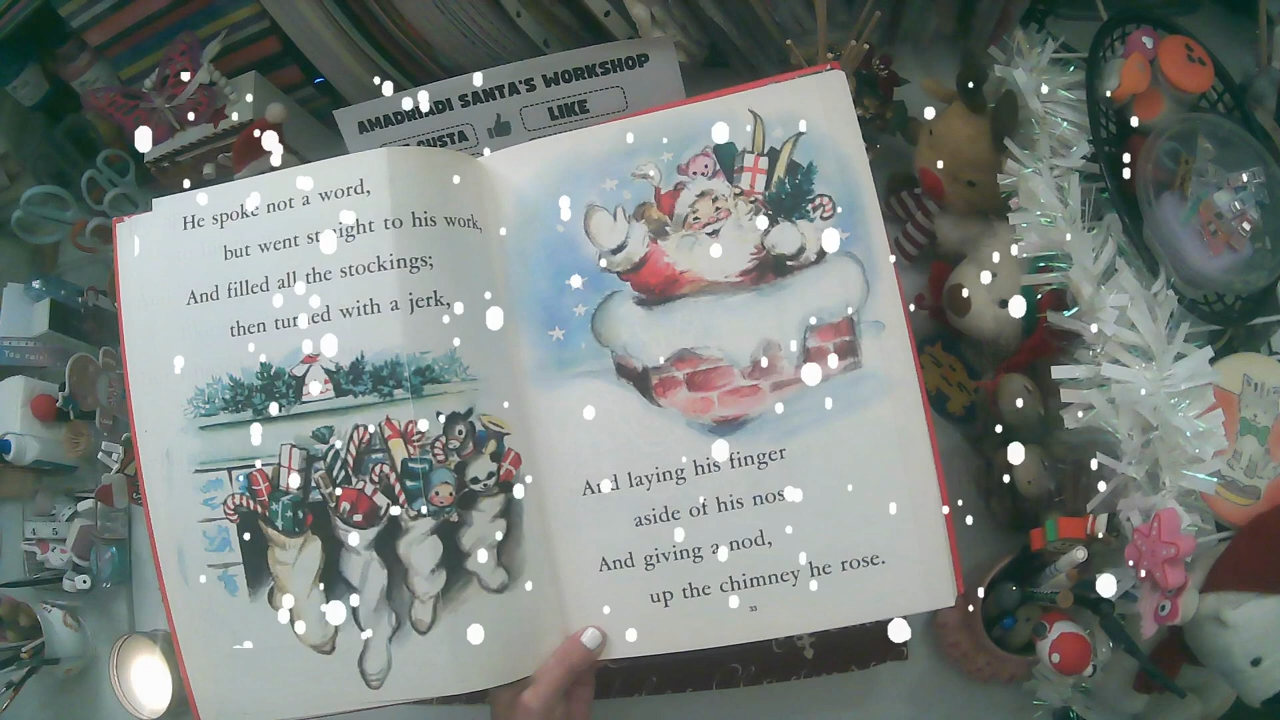 AMADRIADI SANTA'S WORKSHOP
GUSTA
LIKE
He spoke not a word,
but went straight to his work,
And filled all the stockings;
then turned with a jerk,
And laying his finger
aside of his nose
And giving a nod,
up the chimney he rose.
33